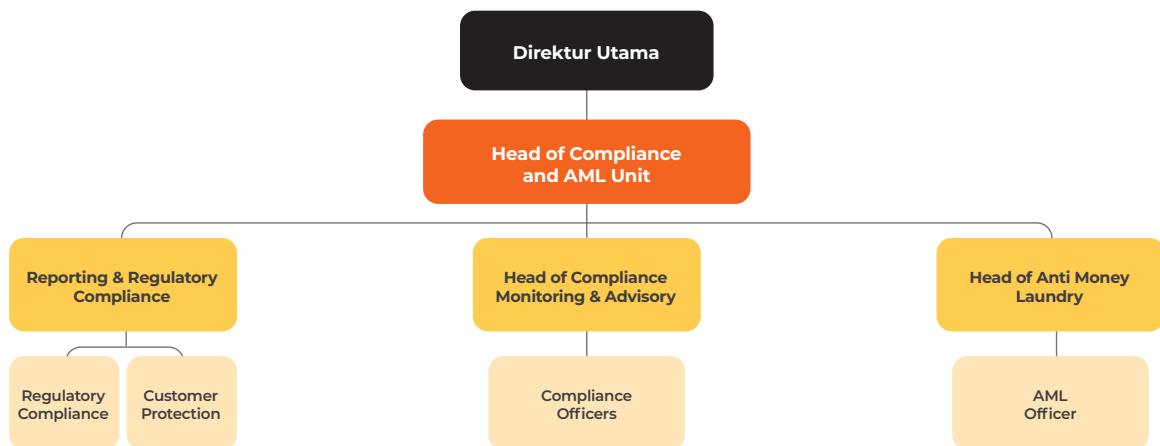 Direktur Utama
Head of Compliance
and AML Unit
Reporting & Regulatory
Compliance
Head of Compliance
Monitoring & Advisory
Head of Anti Money
Laundry
Regulatory
Compliance
Customer
Protection
Compliance
Officers
AML
Officer